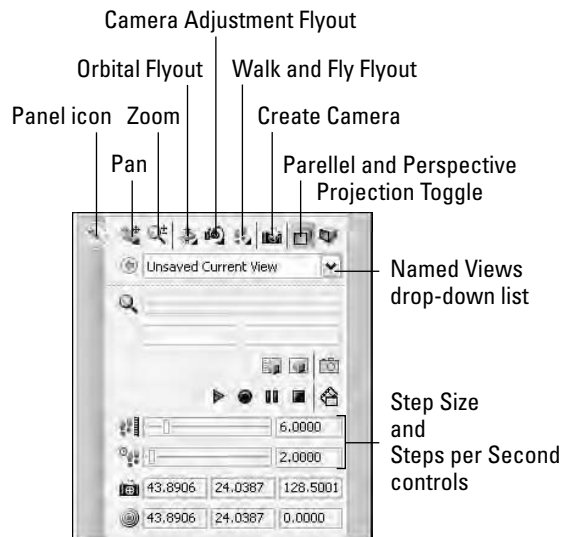 Camera Adjustment Flyout
Orbital Flyout
Walk and Fly Flyout
Panel icon
Zoom
Create Camera
Pan
Parellel and Perspective
Projection Toggle
Unsaved Current View
Named Views
drop-down list
6.0000
2.0000
Step Size
and
Steps per Second
controls
43.8906 24.0387 128.5001
43.8906 24.0387 0.0000